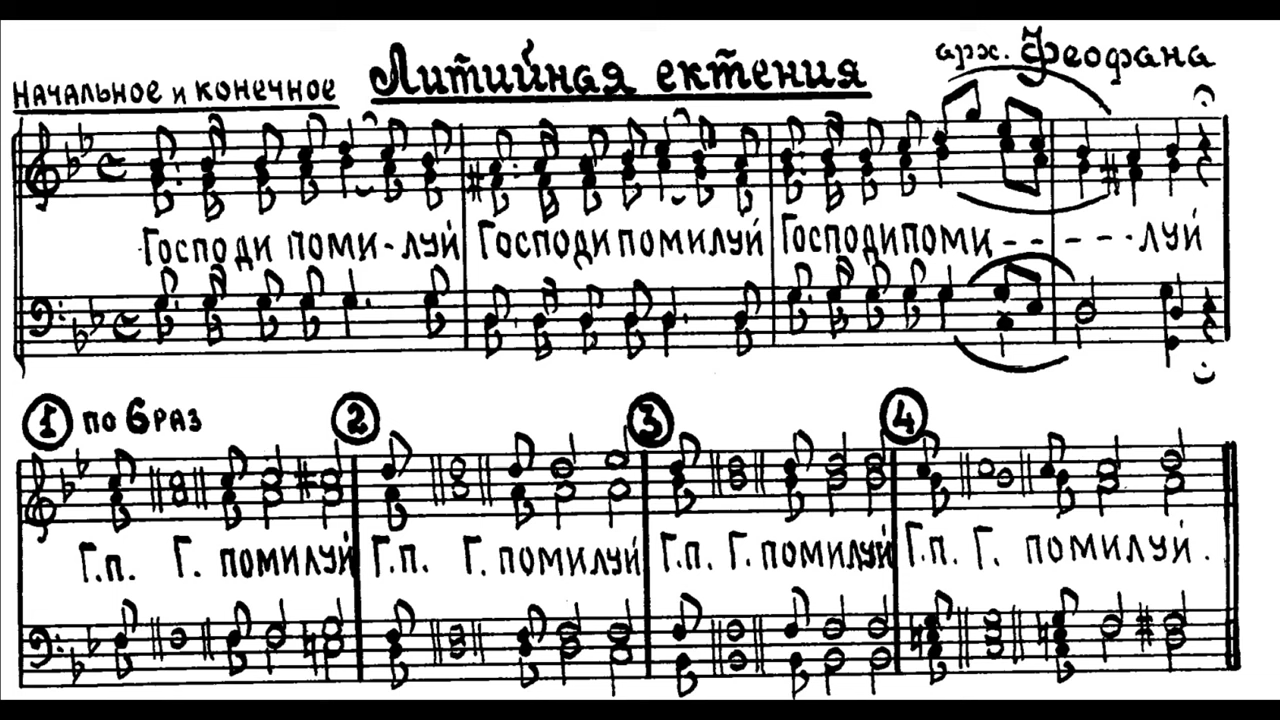 Литийная ектения
арх. Феофана
Начальное и конечное
Господи поми-луй Господи помилуй Господи поми-----луй
1 по 6 раз 2 3 4
Г.п. Г. помилуй Г.п. Г. помилуй Г.п. Г. помилуй Г.п. Г. помилуй.